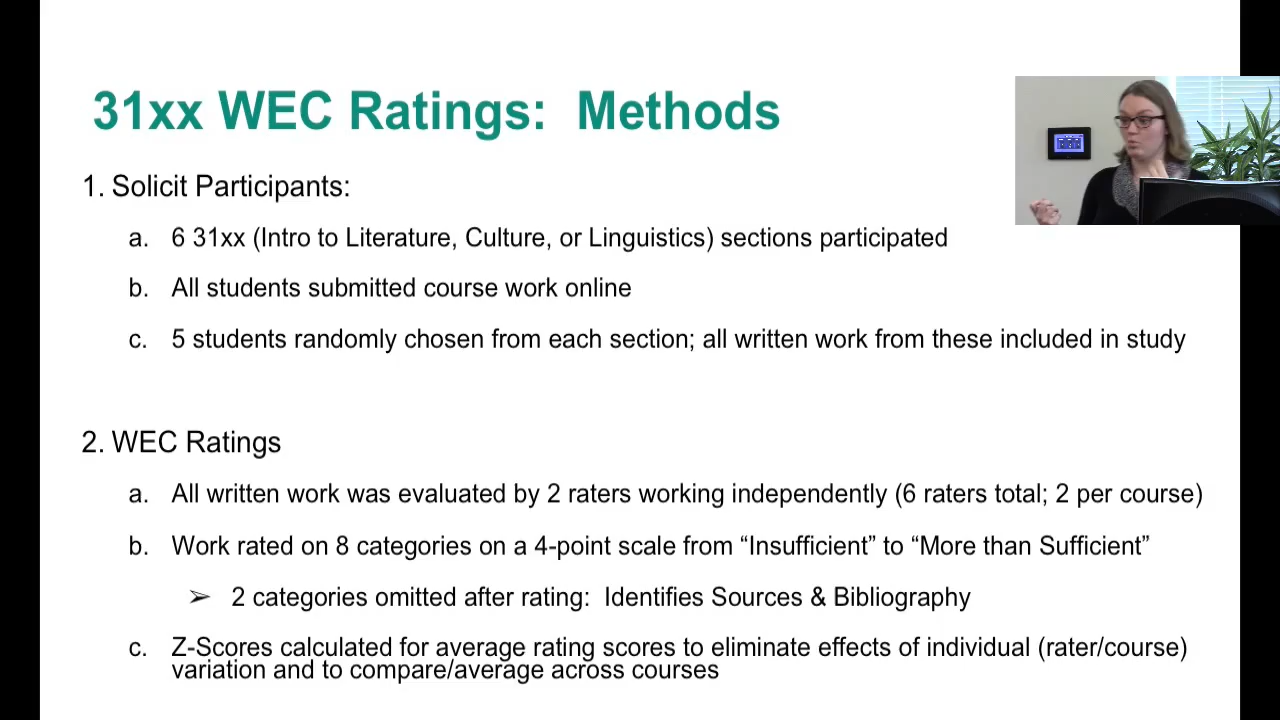 31xx WEC Ratings: Methods
1. Solicit Participants:
a. 6 31xx (Intro to Literature, Culture, or Linguistics) sections participated
b. All students submitted course work online
c. 5 students randomly chosen from each section; all written work from these included in study
2. WEC Ratings
a. All written work was evaluated by 2 raters working independently (6 raters total; 2 per course)
b. Work rated on 8 categories on a 4-point scale from “Insufficient” to “More than Sufficient”
➢ 2 categories omitted after rating: Identifies Sources & Bibliography
c. Z-Scores calculated for average rating scores to eliminate effects of individual (rater/course)
variation and to compare/average across courses